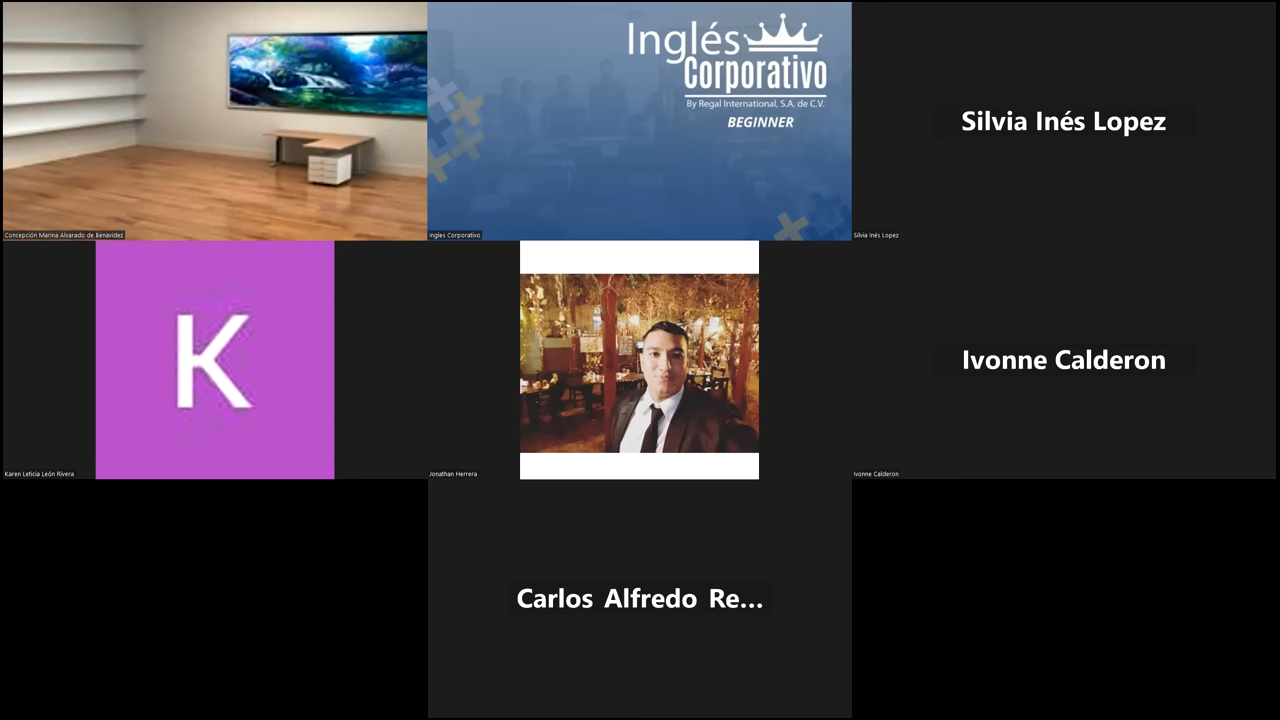 Inglés
Corporativo
By Regal International, S.A. de C.V.
BEGINNER
Silvia Inés Lopez
Concepción Marina Alvarado de Benavidez
Ingles Corporativo
Silvia Inés Lopez
K
Ivonne Calderon
Karen Leticia León Rivera
Jonathan Herrera
Ivonne Calderon
Carlos Alfredo Re...